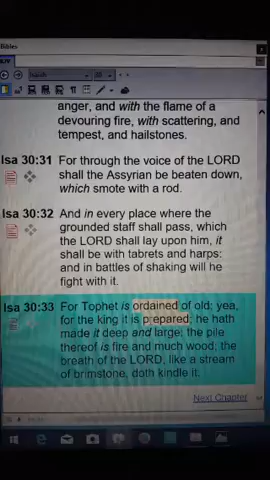 Bibles
KJV
Isaiah
30
anger, and with the flame of a
devouring fire, with scattering, and
tempest, and hailstones.
Isa 30:31 For through the voice of the LORD
shall the Assyrian be beaten down,
which smote with a rod.
Isa 30:32 And in every place where the
grounded staff shall pass, which
the LORD shall lay upon him, it
shall be with tabrets and harps:
and in battles of shaking will he
fight with it.
Isa 30:33 For Tophet is ordained of old; yea,
for the king it is prepared; he hath
made it deep and large; the pile
thereof is fire and much wood; the
breath of the LORD, like a stream
of brimstone, doth kindle it.
Next Chapter